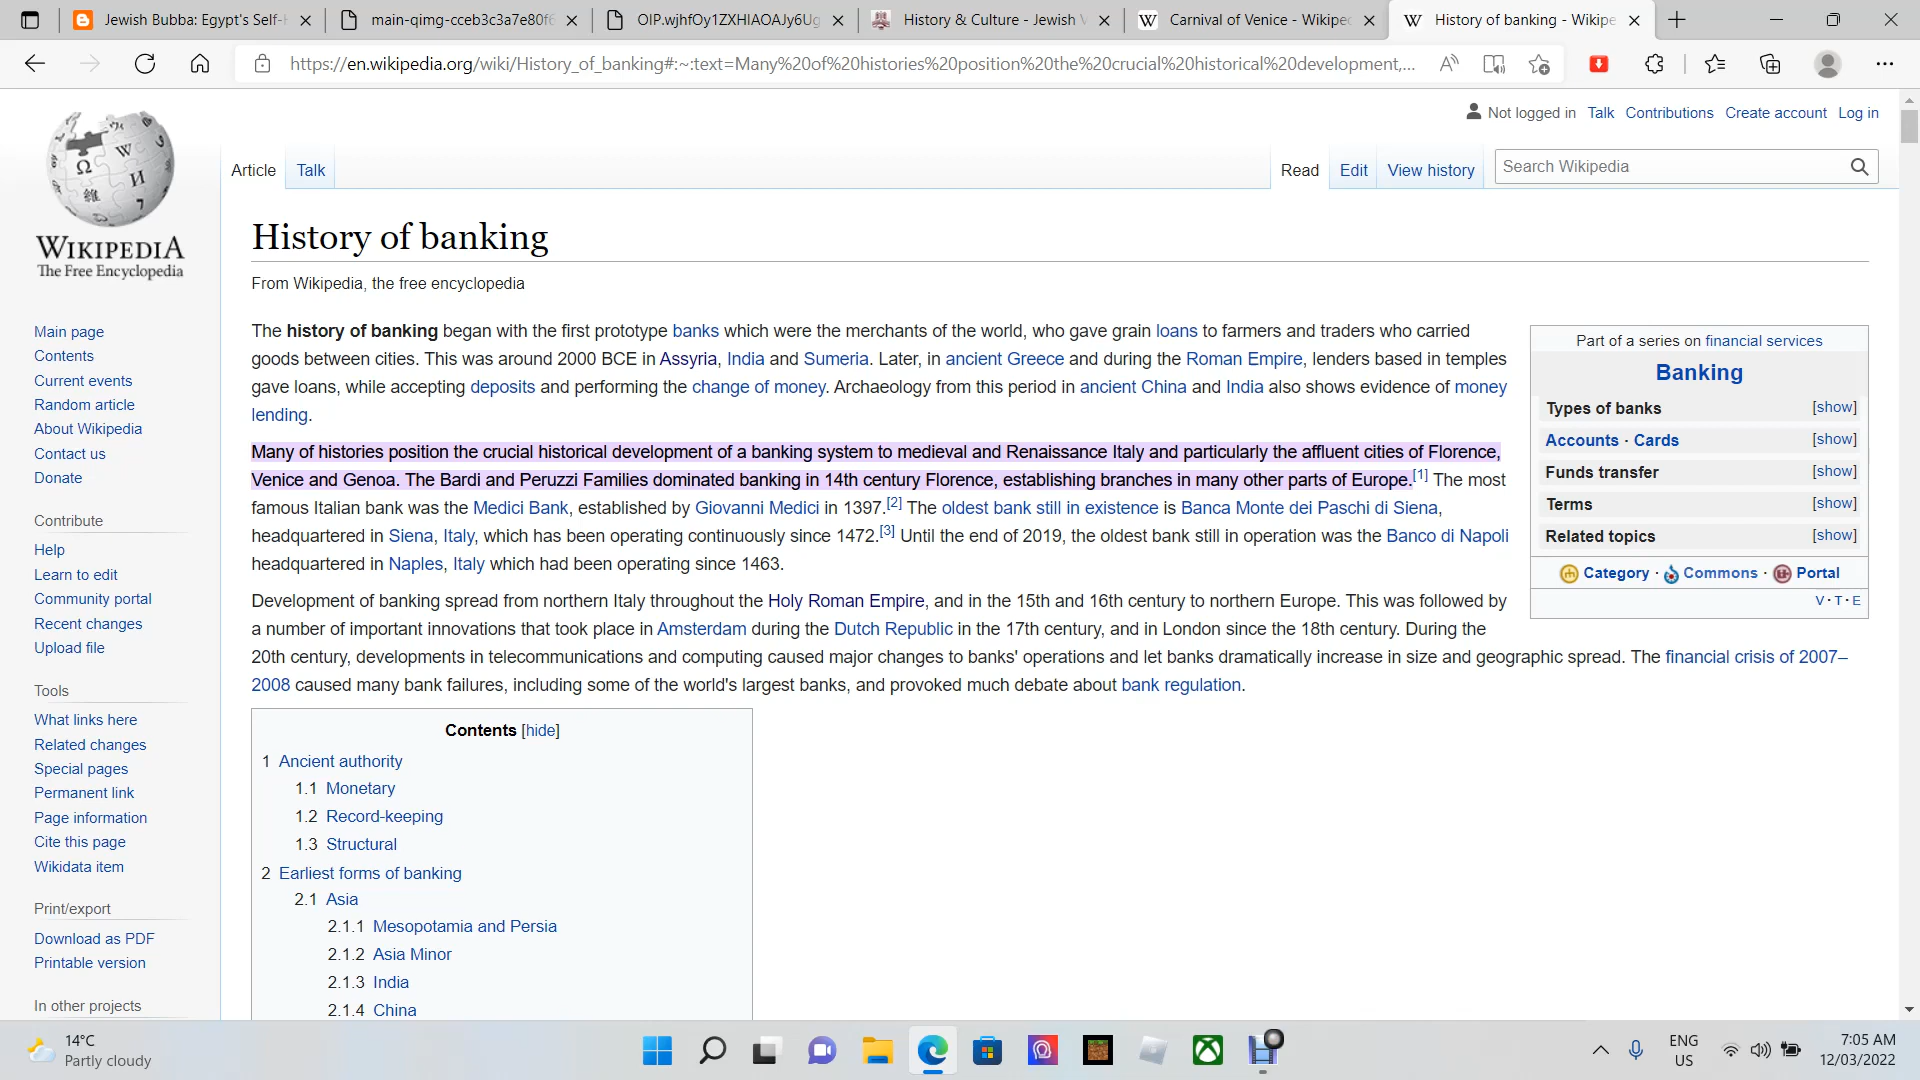 Jewish Bubba: Egypt's Self-H
main-qimg-cceb3c3a7e80f6
OIP.wjhfOy1ZXHIAOAJy6Ug
History & Culture - Jewish V
Carnival of Venice - Wikipec
History of banking - Wikipe
https://en.wikipedia.org/wiki/History_of_banking#:~:text=Many%20of%20histories%20position%20the%20crucial%20historical%20development,...
Not logged in Talk Contributions Create account Log in
Article Talk
Read Edit View history
Search Wikipedia
WIKIPEDIA
The Free Encyclopedia
Main page
Contents
Current events
Random article
About Wikipedia
Contact us
Donate
Contribute
Help
Learn to edit
Community portal
Recent changes
Upload file
Tools
What links here
Related changes
Special pages
Permanent link
Page information
Cite this page
Wikidata item
Print/export
Download as PDF
Printable version
In other projects
History of banking
From Wikipedia, the free encyclopedia
The history of banking began with the first prototype banks which were the merchants of the world, who gave grain loans to farmers and traders who carried
goods between cities. This was around 2000 BCE in Assyria, India and Sumeria. Later, in ancient Greece and during the Roman Empire, lenders based in temples
gave loans, while accepting deposits and performing the change of money. Archaeology from this period in ancient China and India also shows evidence of money
lending.
Many of histories position the crucial historical development of a banking system to medieval and Renaissance Italy and particularly the affluent cities of Florence,
Venice and Genoa. The Bardi and Peruzzi Families dominated banking in 14th century Florence, establishing branches in many other parts of Europe.[1] The most
famous Italian bank was the Medici Bank, established by Giovanni Medici in 1397.[2] The oldest bank still in existence is Banca Monte dei Paschi di Siena,
headquartered in Siena, Italy, which has been operating continuously since 1472.[3] Until the end of 2019, the oldest bank still in operation was the Banco di Napoli
headquartered in Naples, Italy which had been operating since 1463.
Development of banking spread from northern Italy throughout the Holy Roman Empire, and in the 15th and 16th century to northern Europe. This was followed by
a number of important innovations that took place in Amsterdam during the Dutch Republic in the 17th century, and in London since the 18th century. During the
20th century, developments in telecommunications and computing caused major changes to banks' operations and let banks dramatically increase in size and geographic spread. The financial crisis of 2007–
2008 caused many bank failures, including some of the world's largest banks, and provoked much debate about bank regulation.
Part of a series on financial services
Banking
Types of banks [show]
Accounts · Cards [show]
Funds transfer [show]
Terms [show]
Related topics [show]
Category · Commons · Portal
V · T · E
Contents [hide]
1 Ancient authority
1.1 Monetary
1.2 Record-keeping
1.3 Structural
2 Earliest forms of banking
2.1 Asia
2.1.1 Mesopotamia and Persia
2.1.2 Asia Minor
2.1.3 India
2.1.4 China
14°C
Partly cloudy
ENG
US
7:05 AM
12/03/2022